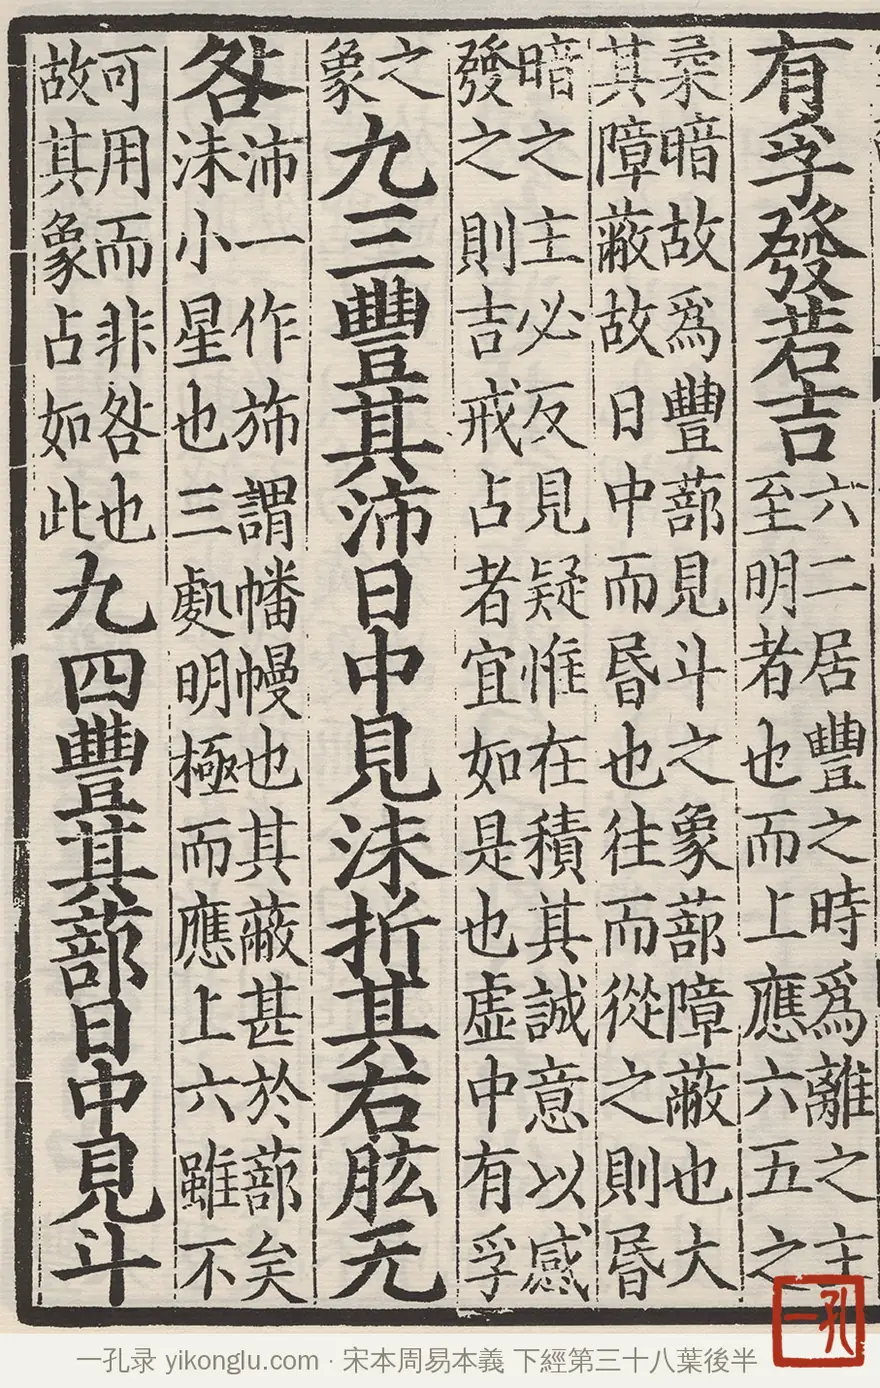 有孚發若吉六二居豐之時爲離之主至明者也而上應六五之
柔暗故爲豐蔀見斗之象蔀障蔽也大其障蔽故日中而昬也往而從之則昬
暗之主必反見疑惟在積其誠意以感發之則吉戒占者宜如是也虛中有孚
之象九三豐其沛日中見沬折其右肱无
咎沛一作旆謂幡幔也其蔽甚於蔀矣沬小星也三處明極而應上六雖不
可用而非咎也故其象占如此九四豐其蔀日中見斗
一孔
一孔录 yikonglu.com · 宋本周易本義 下經第三十八葉後半